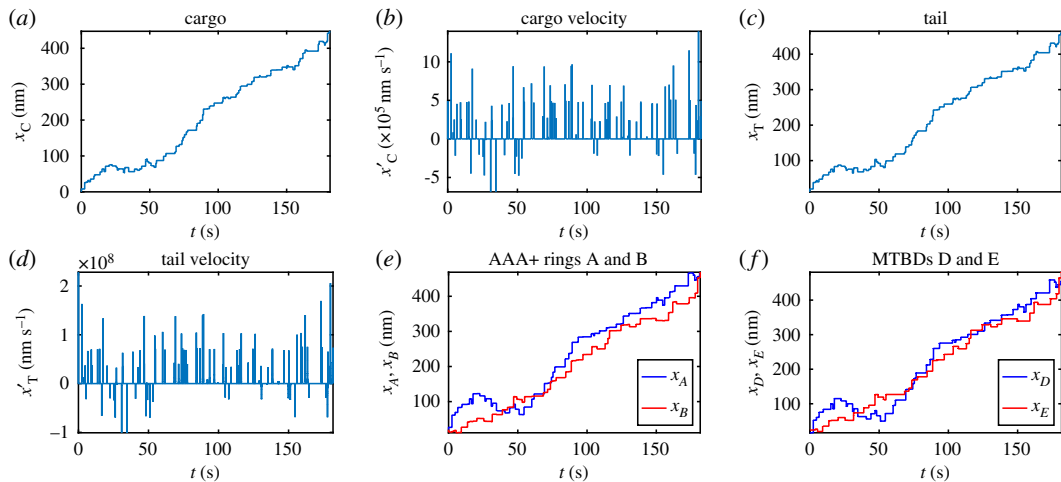 (a) cargo
400
300
200
100
0
x_C (nm)
0 50 100 150
t (s)
(b) cargo velocity
10
5
0
−5
x′_C (×10⁵ nm s⁻¹)
0 50 100 150
t (s)
(c) tail
400
300
200
100
x_T (nm)
0 50 100 150
t (s)
(d) tail velocity
×10⁸
2
1
0
−1
x′_T (nm s⁻¹)
0 50 100 150
t (s)
(e) AAA+ rings A and B
400
300
200
100
x_A, x_B (nm)
x_A
x_B
0 50 100 150
t (s)
(f) MTBDs D and E
400
300
200
100
x_D, x_E (nm)
x_D
x_E
0 50 100 150
t (s)